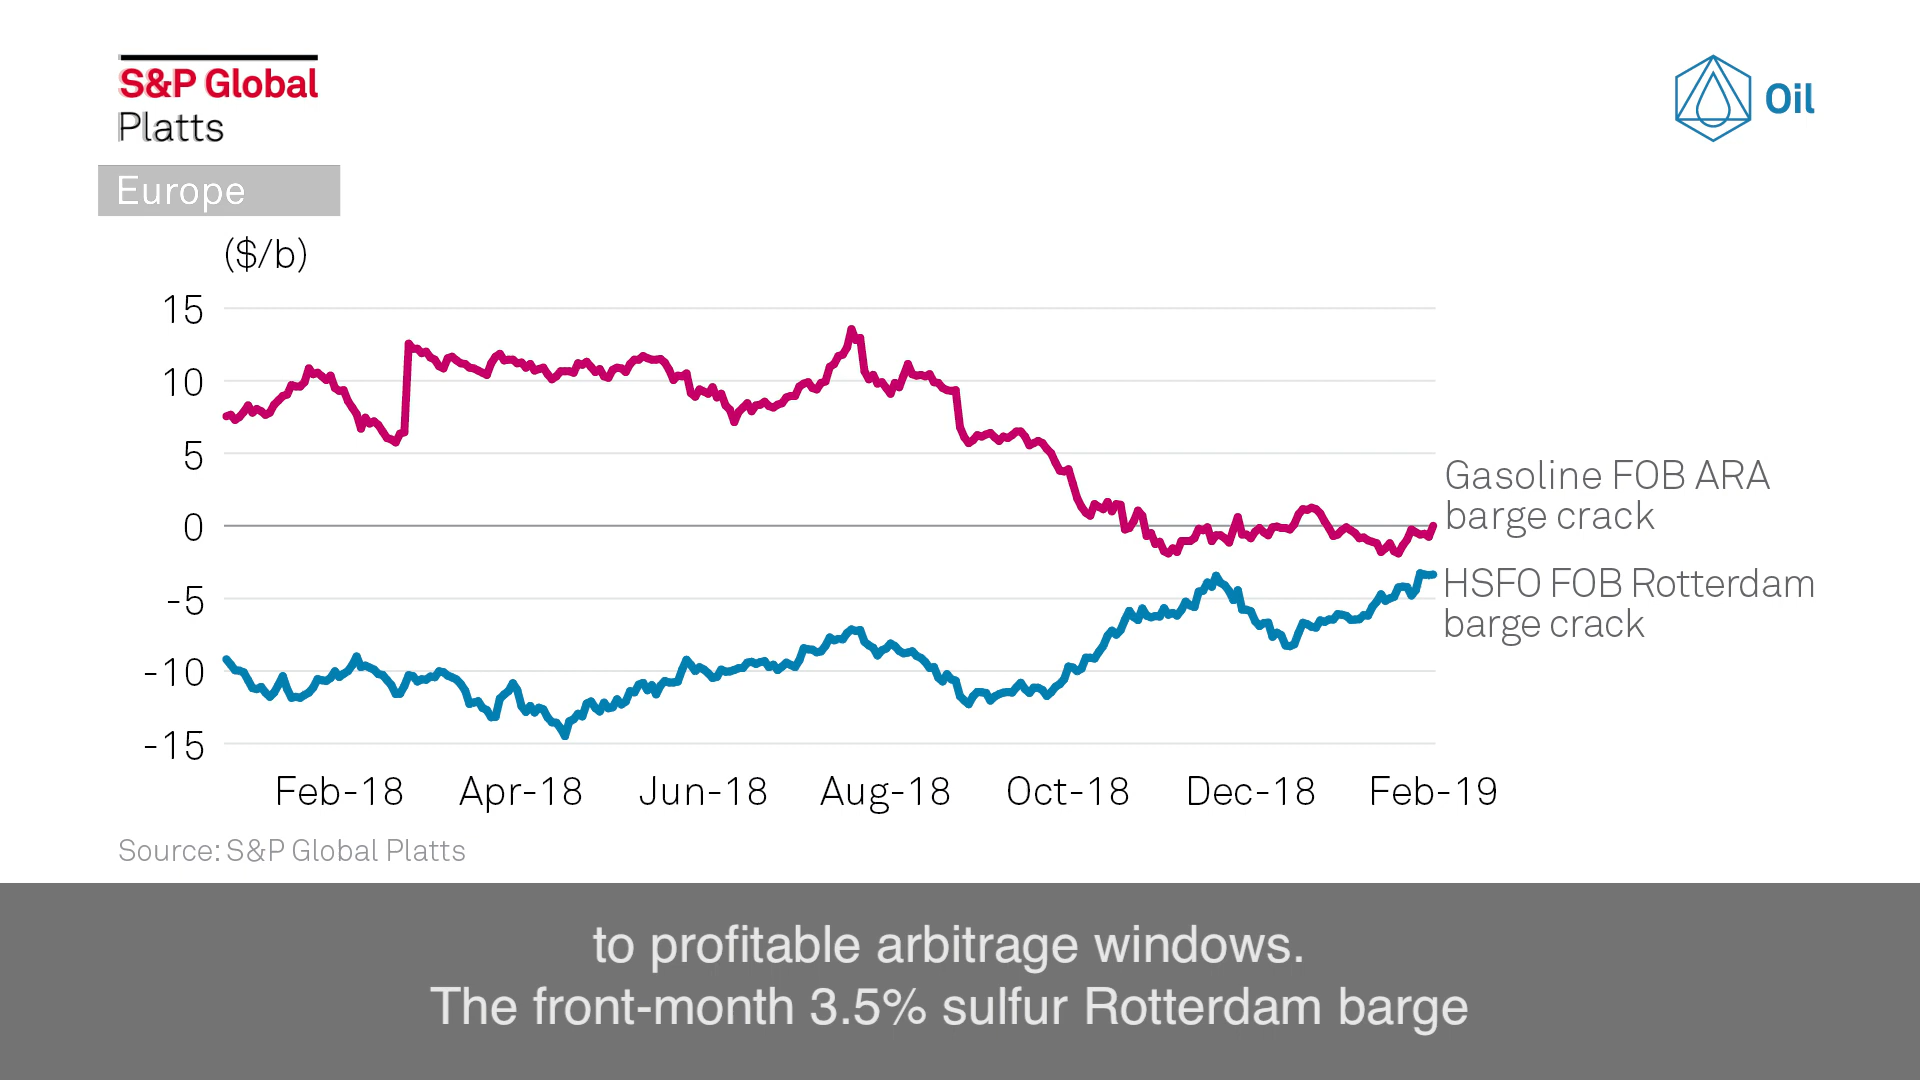 S&P Global
Platts
Oil
Europe
($/b)
15
10
5
0
-5
-10
-15
Gasoline FOB ARA
barge crack
HSFO FOB Rotterdam
barge crack
Feb-18 Apr-18 Jun-18 Aug-18 Oct-18 Dec-18 Feb-19
Source: S&P Global Platts
to profitable arbitrage windows.
The front-month 3.5% sulfur Rotterdam barge